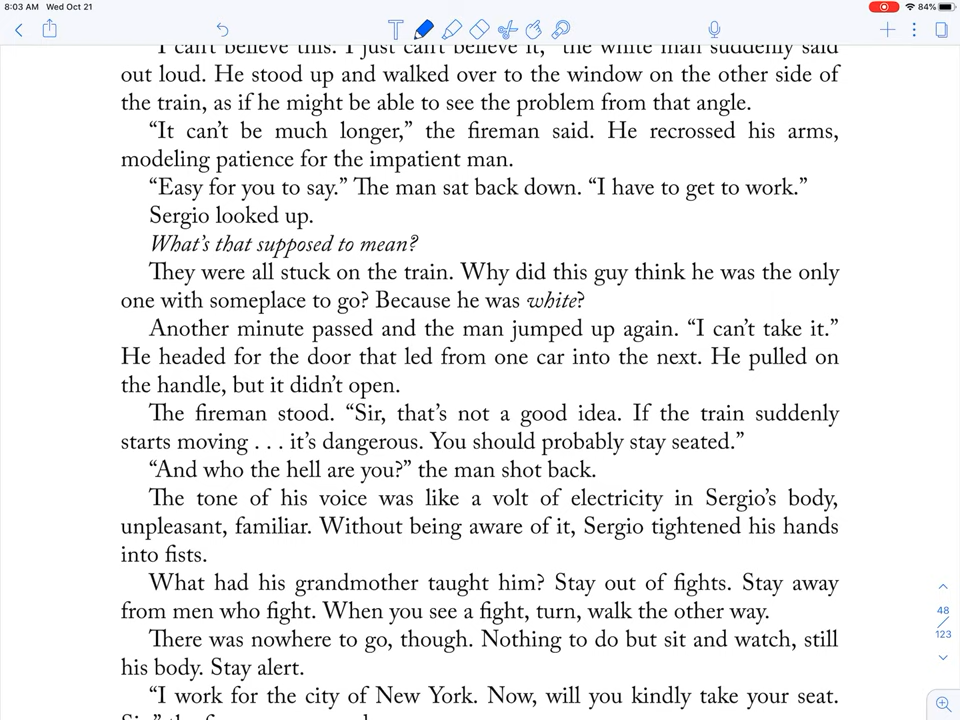 8:03 AM Wed Oct 21
84%
"I can't believe this. I just can't believe it," the white man suddenly said
out loud. He stood up and walked over to the window on the other side of
the train, as if he might be able to see the problem from that angle.
“It can’t be much longer,” the fireman said. He recrossed his arms,
modeling patience for the impatient man.
“Easy for you to say.” The man sat back down. “I have to get to work.”
Sergio looked up.
What’s that supposed to mean?
They were all stuck on the train. Why did this guy think he was the only
one with someplace to go? Because he was white?
Another minute passed and the man jumped up again. “I can’t take it.”
He headed for the door that led from one car into the next. He pulled on
the handle, but it didn’t open.
The fireman stood. “Sir, that’s not a good idea. If the train suddenly
starts moving . . . it’s dangerous. You should probably stay seated.”
“And who the hell are you?” the man shot back.
The tone of his voice was like a volt of electricity in Sergio’s body,
unpleasant, familiar. Without being aware of it, Sergio tightened his hands
into fists.
What had his grandmother taught him? Stay out of fights. Stay away
from men who fight. When you see a fight, turn, walk the other way.
There was nowhere to go, though. Nothing to do but sit and watch, still
his body. Stay alert.
“I work for the city of New York. Now, will you kindly take your seat.
48
/
123